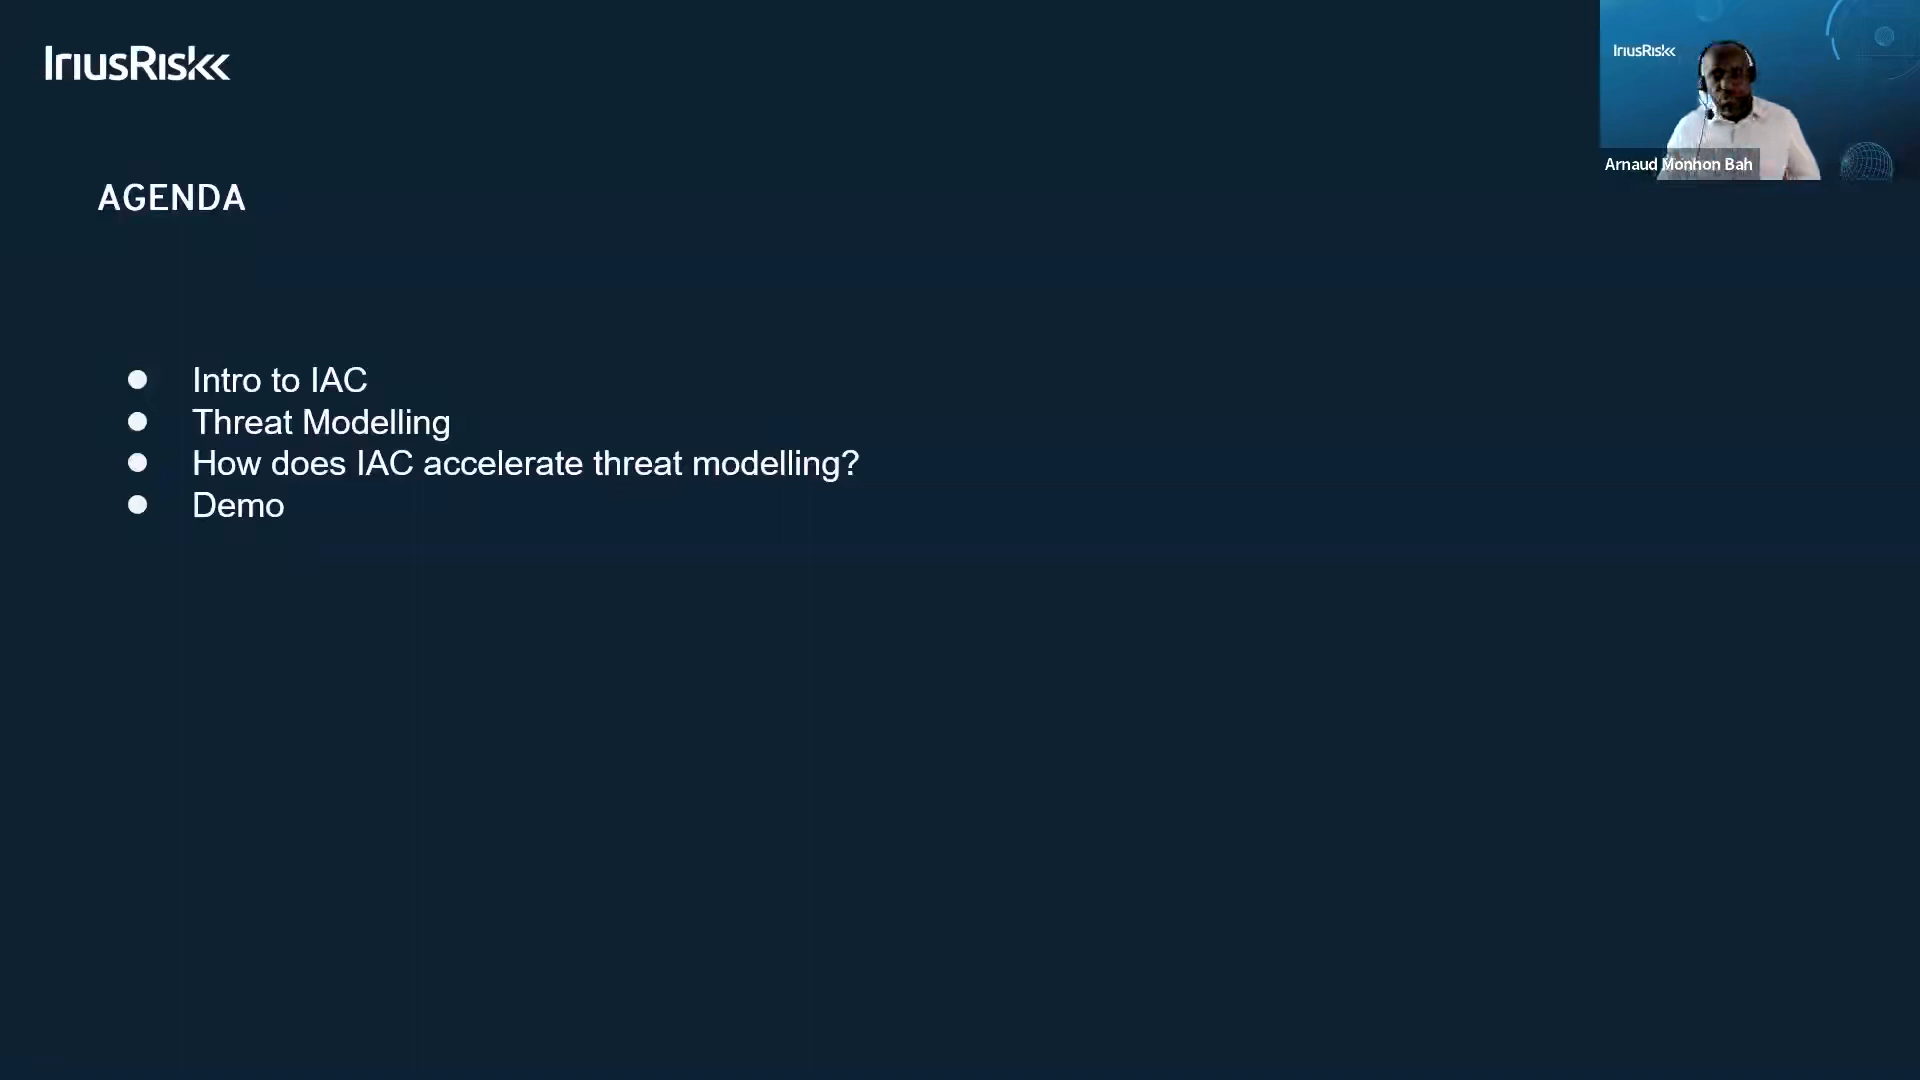 IriusRisk
IriusRisk
Arnaud Monhon Bah
AGENDA
Intro to IAC
Threat Modelling
How does IAC accelerate threat modelling?
Demo